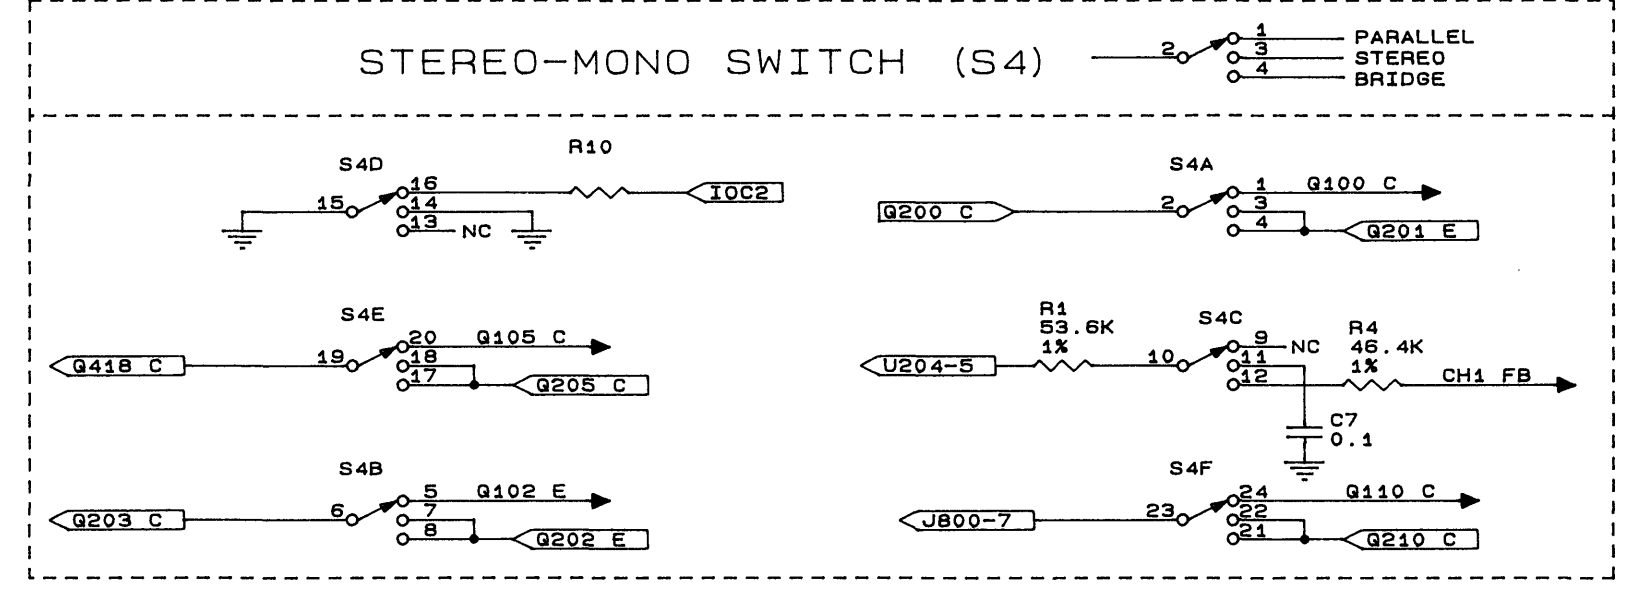 STEREO-MONO SWITCH (S4)
2
1 PARALLEL
3 STEREO
4 BRIDGE
R10
S4D
15
16
14
13
NC
IOC2
S4A
Q200 C
2
1
3
4
Q100 C
Q201 E
S4E
Q418 C
19
20
18
17
Q105 C
Q205 C
R1
53.6K
1%
S4C
U204-5
10
9
NC
11
12
R4
46.4K
1%
CH1 FB
C7
0.1
S4B
Q203 C
6
5
7
8
Q102 E
Q202 E
S4F
J800-7
23
24
22
21
Q110 C
Q210 C